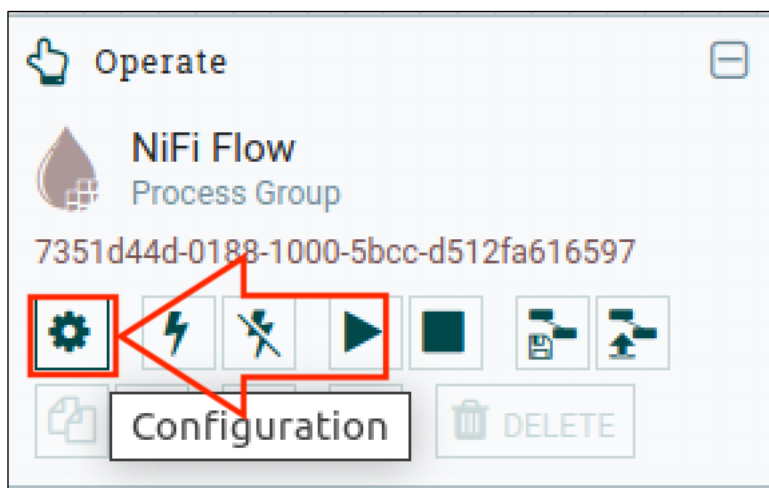 Operate
NiFi Flow
Process Group
7351d44d-0188-1000-5bcc-d512fa616597
Configuration
DELETE